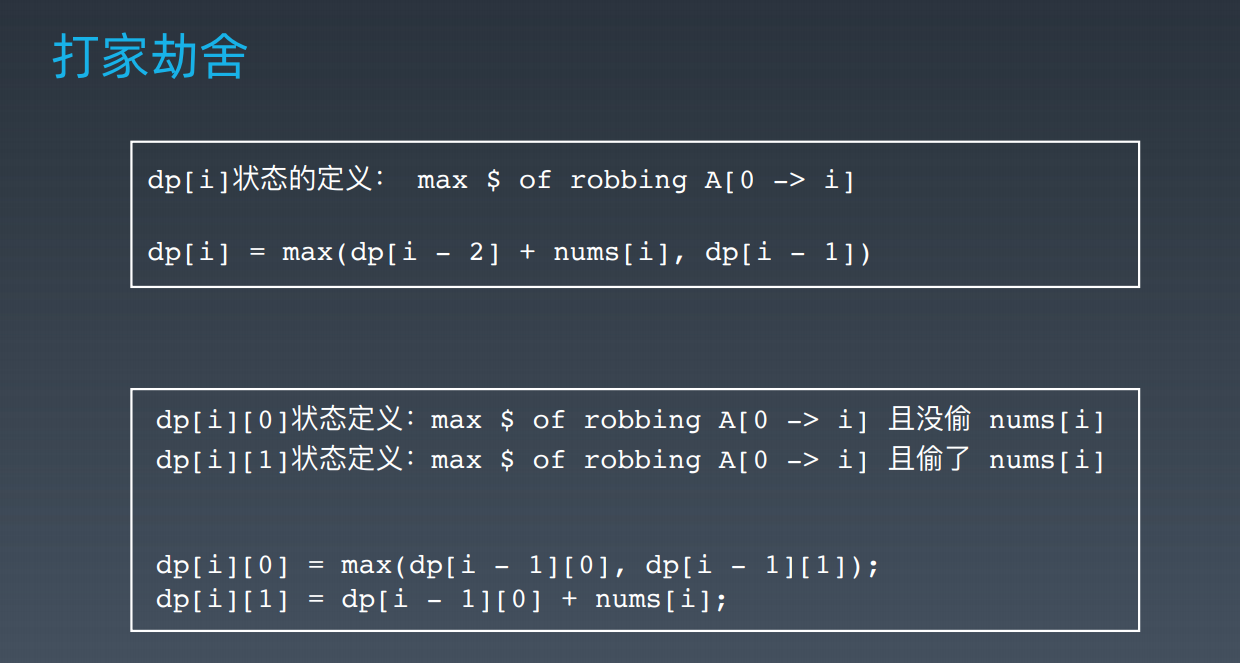 打家劫舍
dp[i]状态的定义： max $ of robbing A[0 -> i]
dp[i] = max(dp[i - 2] + nums[i], dp[i - 1])
dp[i][0]状态定义：max $ of robbing A[0 -> i] 且没偷 nums[i]
dp[i][1]状态定义：max $ of robbing A[0 -> i] 且偷了 nums[i]
dp[i][0] = max(dp[i - 1][0], dp[i - 1][1]);
dp[i][1] = dp[i - 1][0] + nums[i];